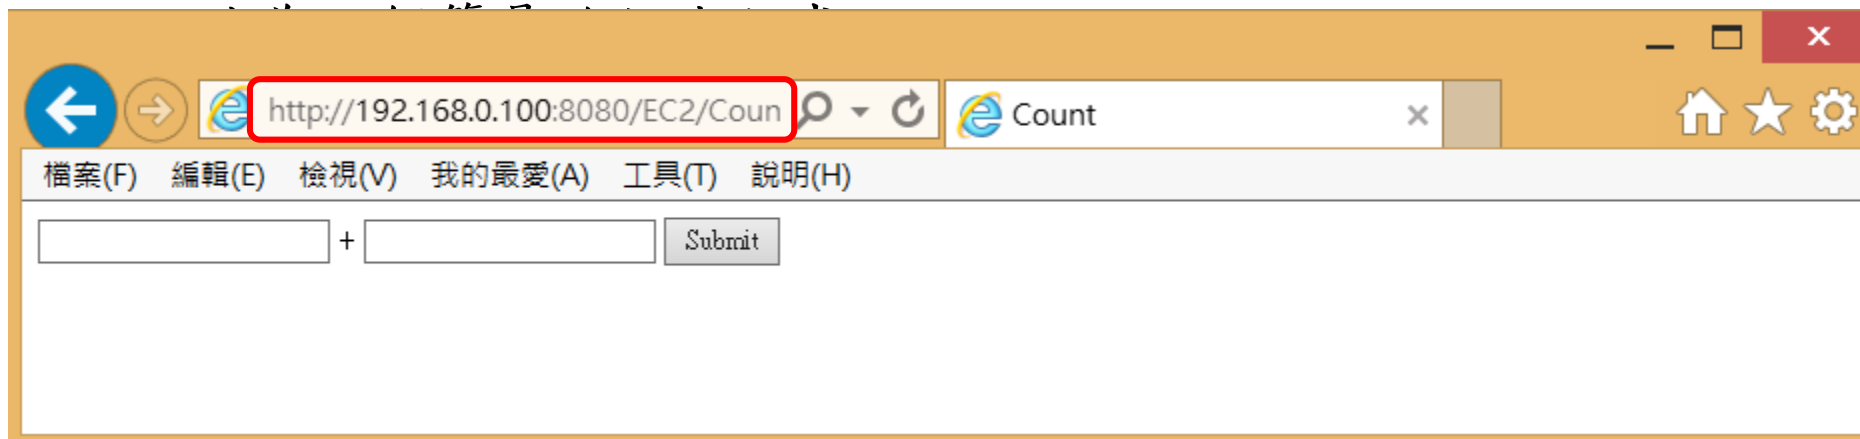 http://192.168.0.100:8080/EC2/Coun
Count
檔案(F) 編輯(E) 檢視(V) 我的最愛(A) 工具(T) 說明(H)
+ Submit